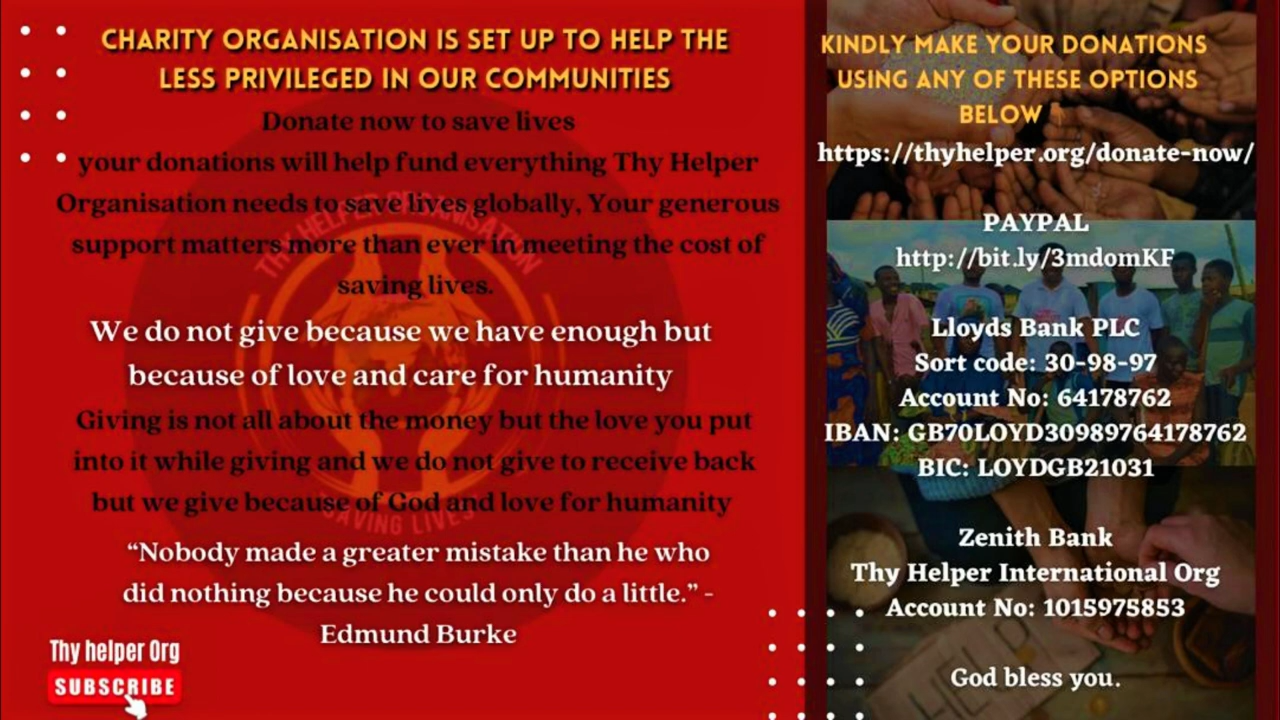 CHARITY ORGANISATION IS SET UP TO HELP THE
LESS PRIVILEGED IN OUR COMMUNITIES
Donate now to save lives
your donations will help fund everything Thy Helper
Organisation needs to save lives globally, Your generous
support matters more than ever in meeting the cost of
saving lives.
We do not give because we have enough but
because of love and care for humanity
Giving is not all about the money but the love you put
into it while giving and we do not give to receive back
but we give because of God and love for humanity
“Nobody made a greater mistake than he who
did nothing because he could only do a little.” -
Edmund Burke
THY HELPER ORGANISATION
SAVING LIVES
Thy helper Org
SUBSCRIBE
KINDLY MAKE YOUR DONATIONS
USING ANY OF THESE OPTIONS
BELOW
https://thyhelper.org/donate-now/
PAYPAL
http://bit.ly/3mdomKF
Lloyds Bank PLC
Sort code: 30-98-97
Account No: 64178762
IBAN: GB70LOYD30989764178762
BIC: LOYDGB21031
Zenith Bank
Thy Helper International Org
Account No: 1015975853
HELP
God bless you.